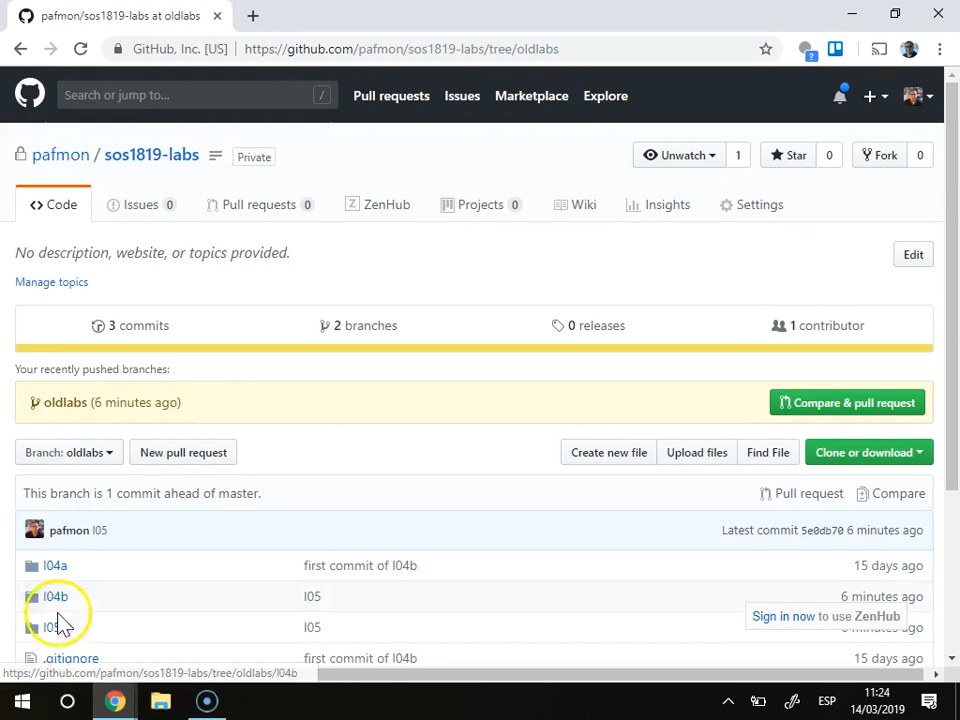 pafmon/sos1819-labs at oldlabs
GitHub, Inc. [US] | https://github.com/pafmon/sos1819-labs/tree/oldlabs
?
Search or jump to... /
Pull requests Issues Marketplace Explore
pafmon / sos1819-labs Private
Unwatch 1 Star 0 Fork 0
Code Issues 0 Pull requests 0 ZenHub Projects 0 Wiki Insights Settings
No description, website, or topics provided. Edit
Manage topics
3 commits 2 branches 0 releases 1 contributor
Your recently pushed branches:
oldlabs (6 minutes ago) Compare & pull request
Branch: oldlabs New pull request Create new file Upload files Find File Clone or download
This branch is 1 commit ahead of master. Pull request Compare
pafmon l05 Latest commit 5e0db70 6 minutes ago
l04a first commit of l04b 15 days ago
l04b l05 6 minutes ago
l05 l05
Sign in now to use ZenHub
.gitignore first commit of l04b 15 days ago
https://github.com/pafmon/sos1819-labs/tree/oldlabs/l04b
ESP
11:24
14/03/2019